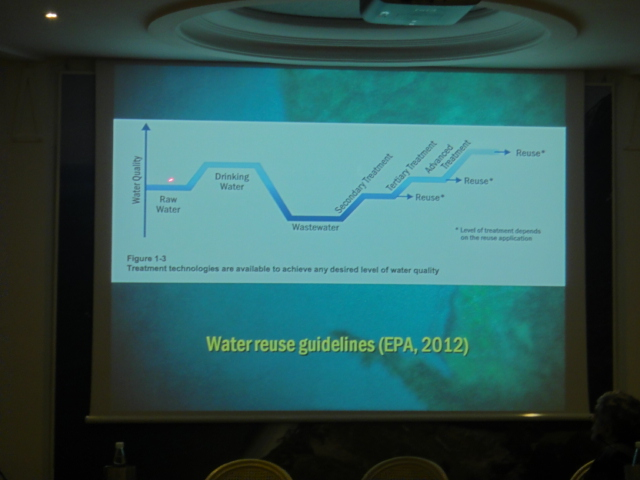 Water Quality
Raw
Water
Drinking
Water
Wastewater
Secondary Treatment
Reuse*
Tertiary Treatment
Reuse*
Advanced
Treatment
Reuse*
* Level of treatment depends
on the reuse application
Figure 1-3
Treatment technologies are available to achieve any desired level of water quality
Water reuse guidelines (EPA, 2012)